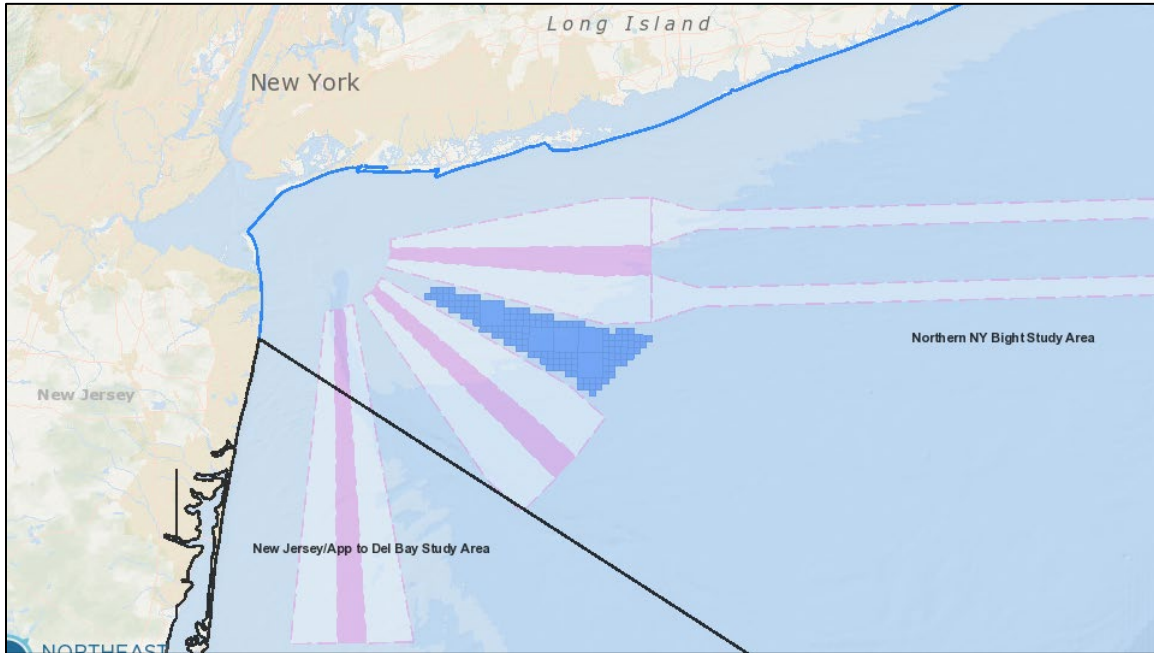 Long Island
New York
Northern NY Bight Study Area
New Jersey
New Jersey/App to Del Bay Study Area
NORTHEAST